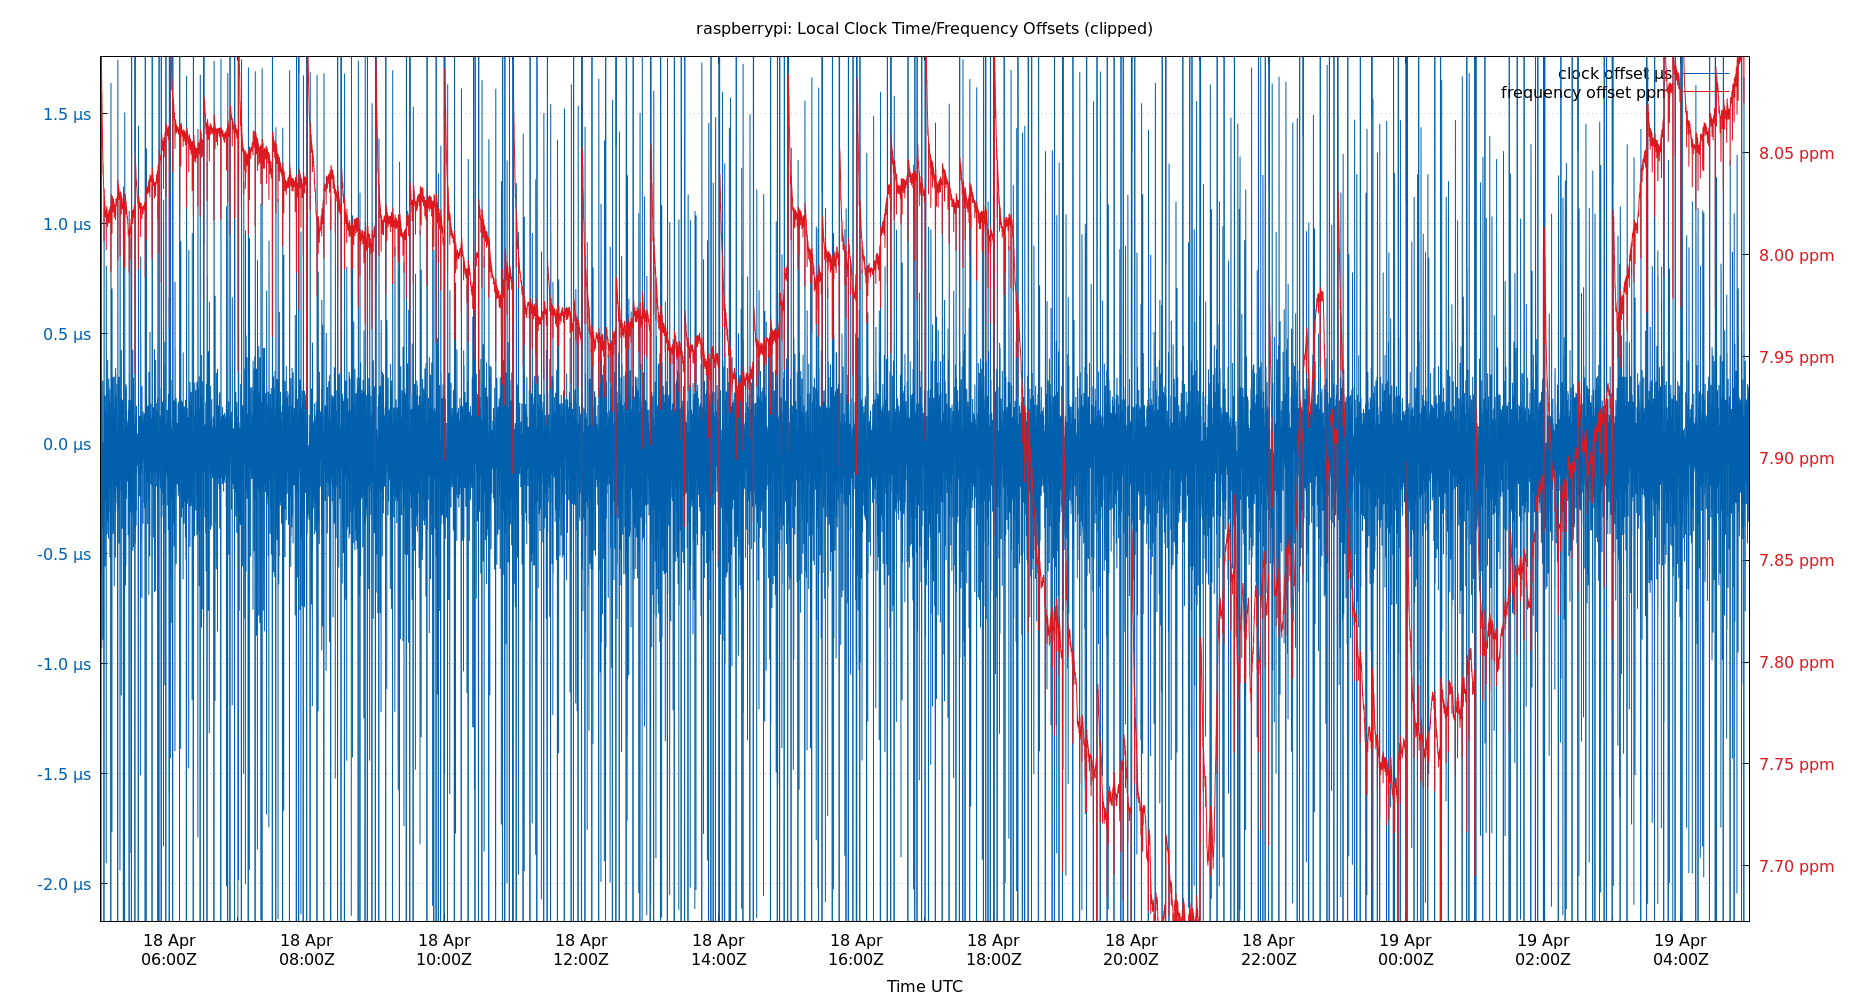 raspberrypi: Local Clock Time/Frequency Offsets (clipped)
clock offset µs
frequency offset ppm
1.5 µs
1.0 µs
0.5 µs
0.0 µs
-0.5 µs
-1.0 µs
-1.5 µs
-2.0 µs
8.05 ppm
8.00 ppm
7.95 ppm
7.90 ppm
7.85 ppm
7.80 ppm
7.75 ppm
7.70 ppm
18 Apr 18 Apr 18 Apr 18 Apr 18 Apr 18 Apr 18 Apr 18 Apr 18 Apr 19 Apr 19 Apr 19 Apr
06:00Z 08:00Z 10:00Z 12:00Z 14:00Z 16:00Z 18:00Z 20:00Z 22:00Z 00:00Z 02:00Z 04:00Z
Time UTC